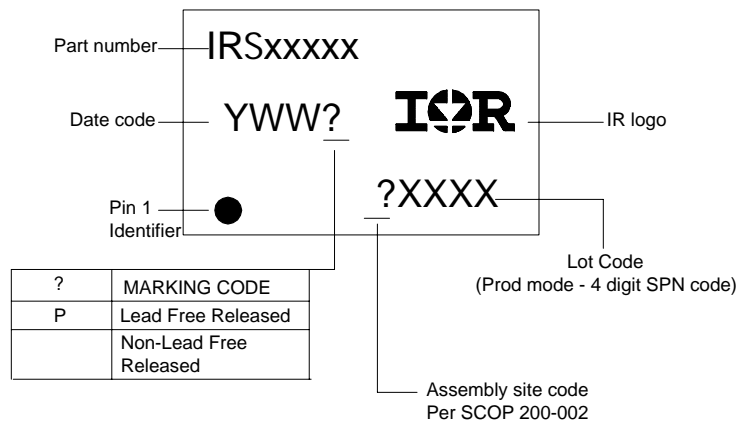 Part number
IRSxxxxx
Date code
YWW?
IOR
IR logo
?XXXX
Pin 1
Identifier
Lot Code
(Prod mode - 4 digit SPN code)
? MARKING CODE
P Lead Free Released
Non-Lead Free
Released
Assembly site code
Per SCOP 200-002